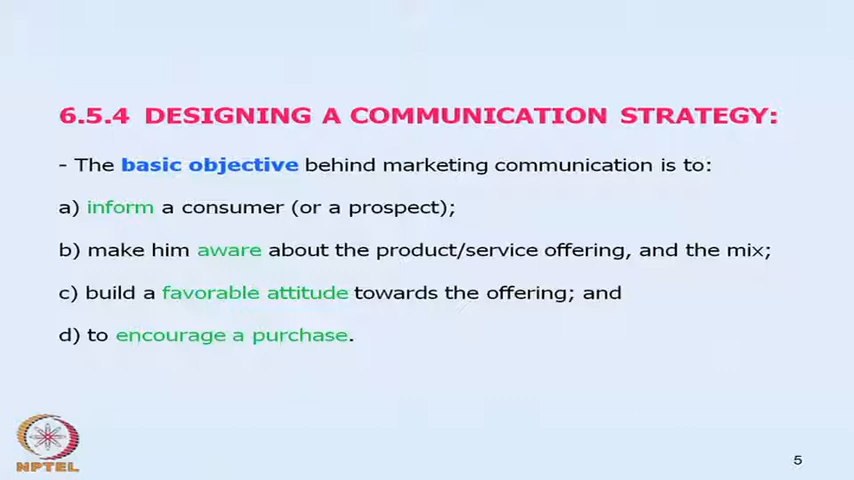 6.5.4 DESIGNING A COMMUNICATION STRATEGY:
- The basic objective behind marketing communication is to:
a) inform a consumer (or a prospect);
b) make him aware about the product/service offering, and the mix;
c) build a favorable attitude towards the offering; and
d) to encourage a purchase.
NPTEL
5